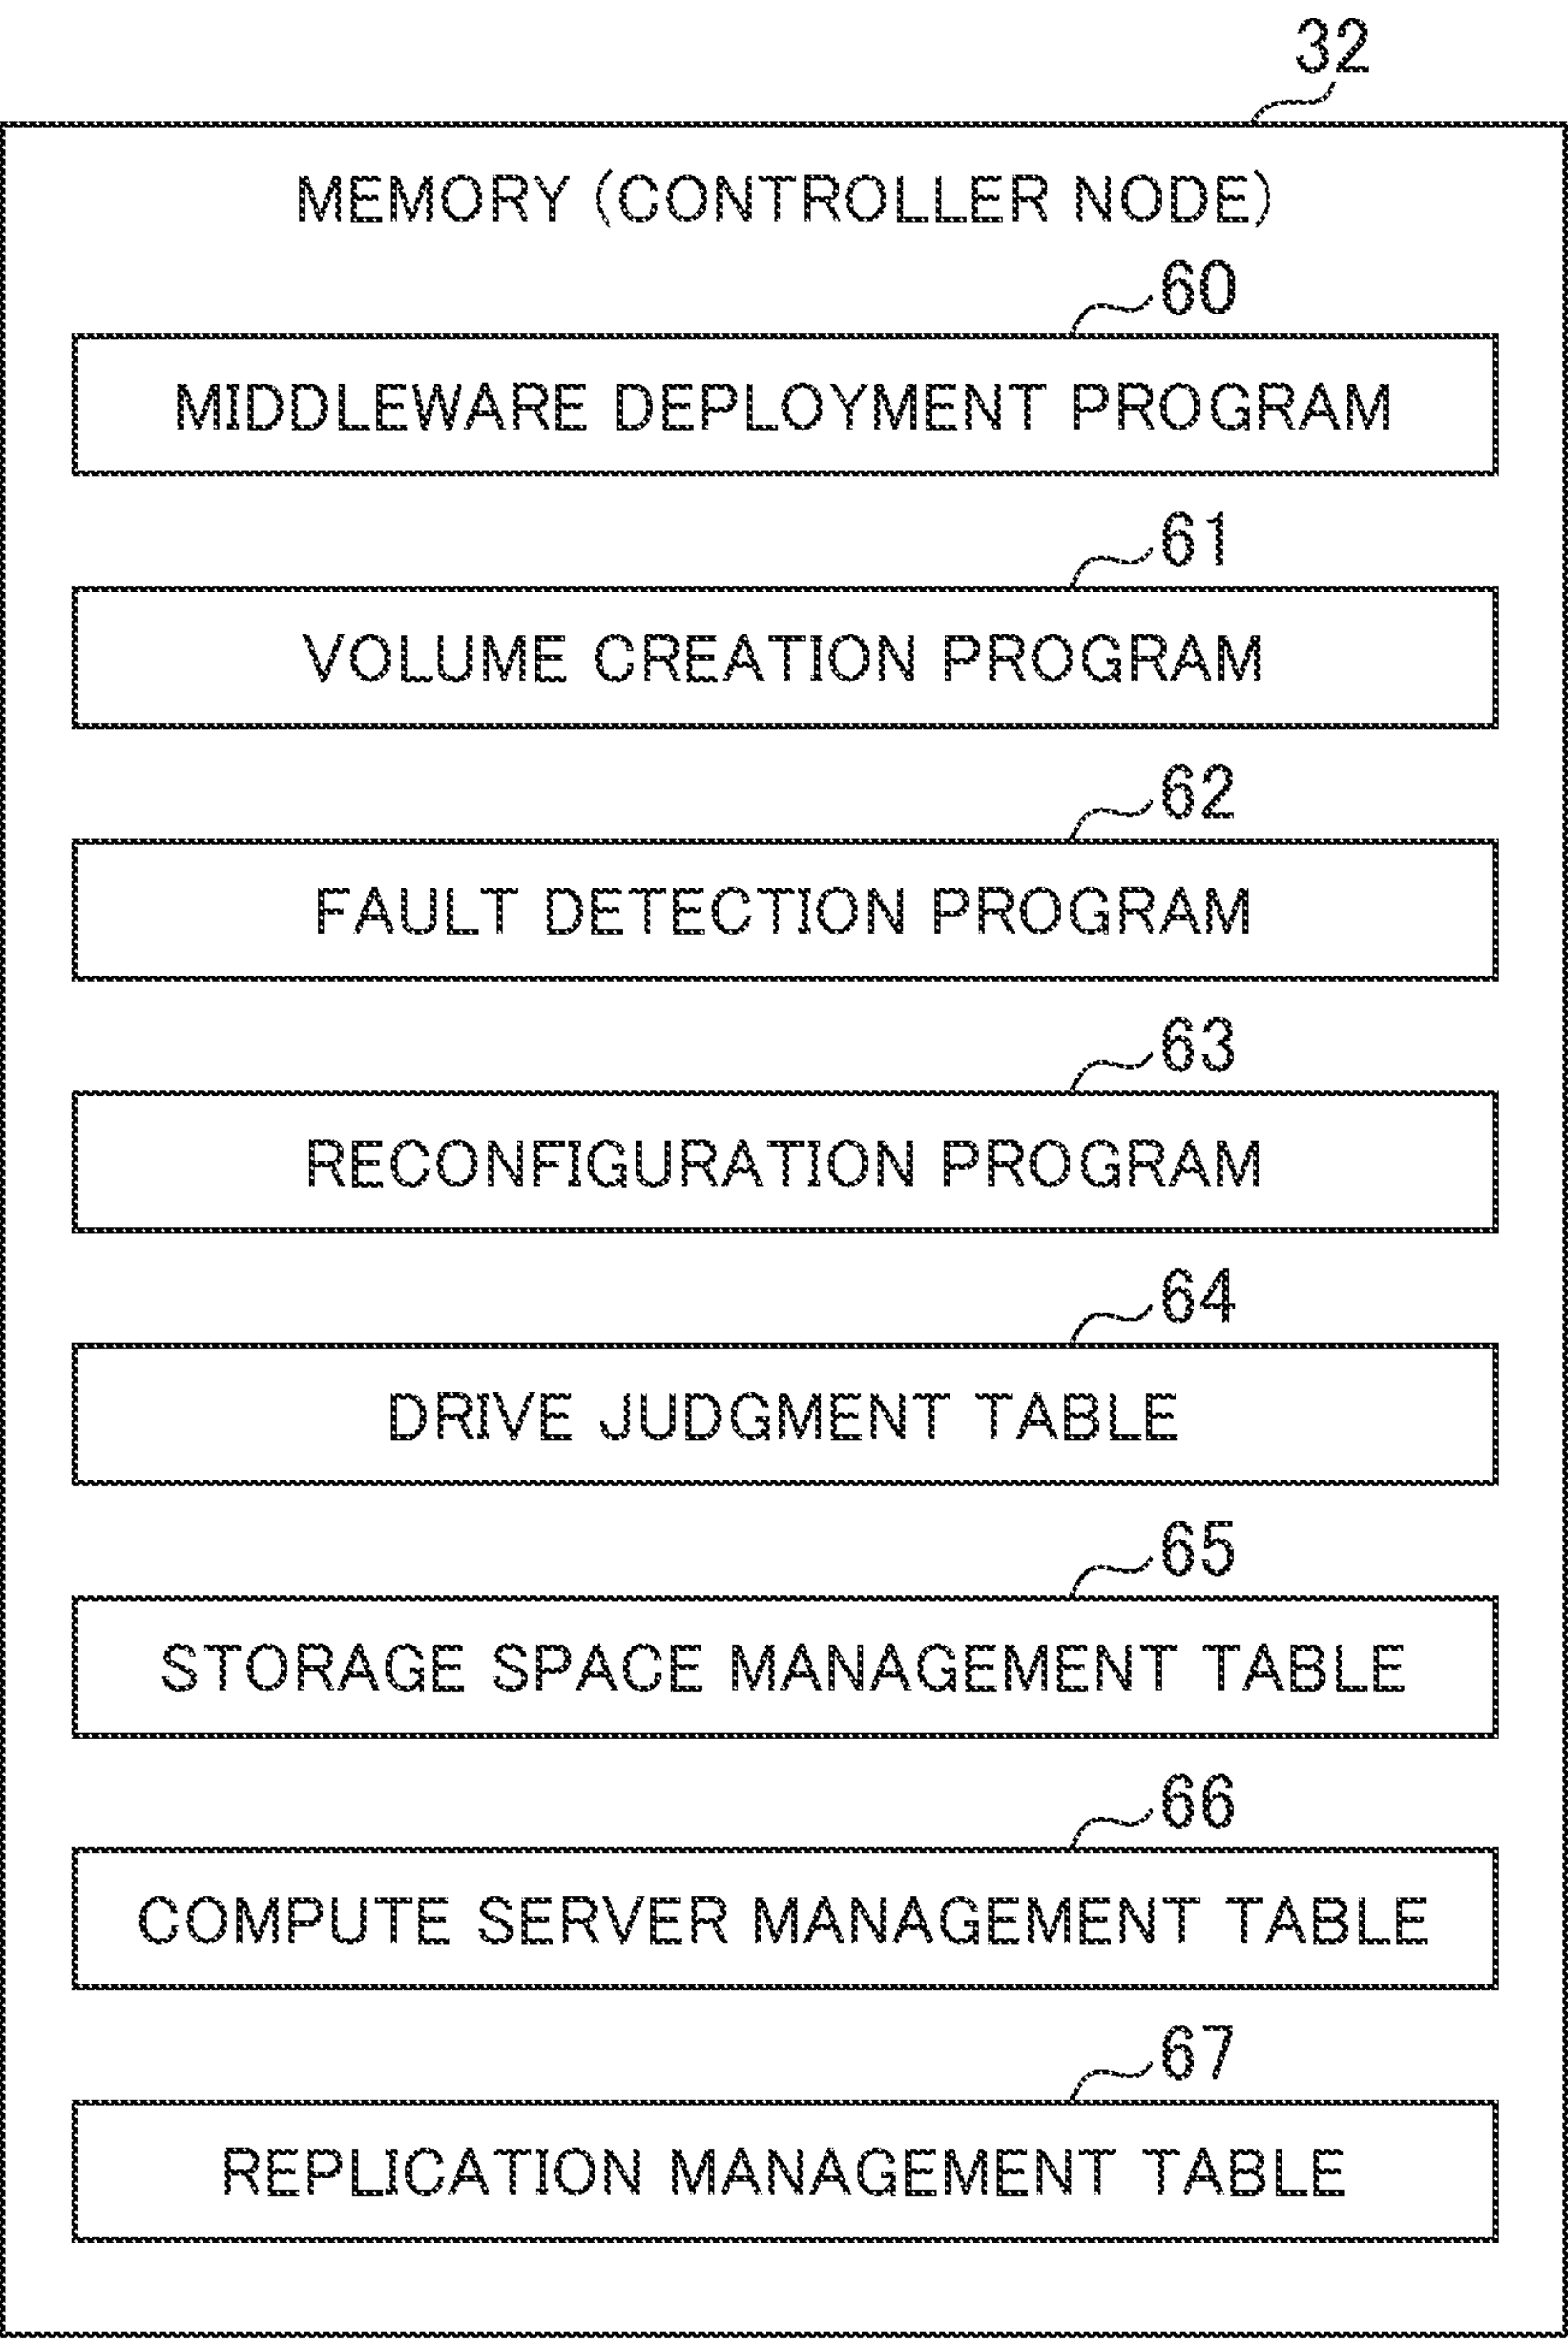 32
MEMORY (CONTROLLER NODE)
60
MIDDLEWARE DEPLOYMENT PROGRAM
61
VOLUME CREATION PROGRAM
62
FAULT DETECTION PROGRAM
63
RECONFIGURATION PROGRAM
64
DRIVE JUDGMENT TABLE
65
STORAGE SPACE MANAGEMENT TABLE
66
COMPUTE SERVER MANAGEMENT TABLE
67
REPLICATION MANAGEMENT TABLE